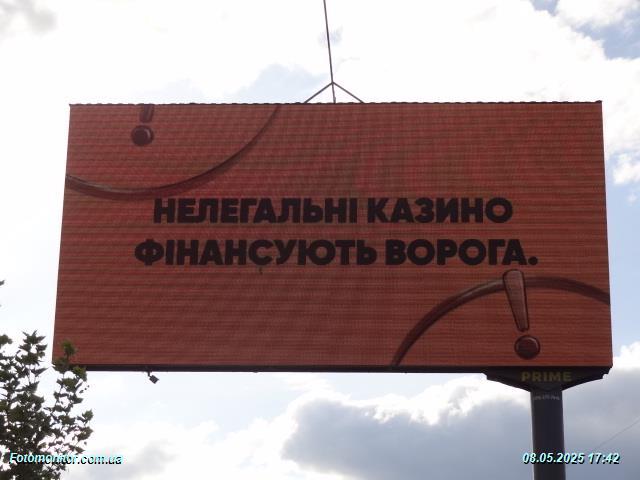 НЕЛЕГАЛЬНІ КАЗИНО
ФІНАНСУЮТЬ ВОРОГА.
PRIME
Fotomonitor.com.ua
08.05.2025 17:42